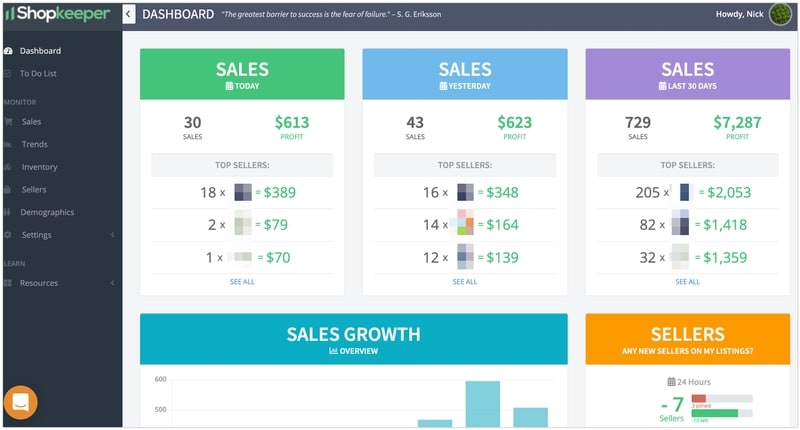 Shopkeeper
DASHBOARD
"The greatest barrier to success is the fear of failure." – S. G. Eriksson
Howdy, Nick
Dashboard
To Do List
MONITOR
Sales
Trends
Inventory
Sellers
Demographics
Settings
LEARN
Resources
SALES
TODAY
30
SALES
$613
PROFIT
TOP SELLERS:
18 x = $389
2 x = $79
1 x = $70
SEE ALL
SALES
YESTERDAY
43
SALES
$623
PROFIT
TOP SELLERS:
16 x = $348
14 x = $164
12 x = $139
SEE ALL
SALES
LAST 30 DAYS
729
SALES
$7,287
PROFIT
TOP SELLERS:
205 x = $2,053
82 x = $1,418
32 x = $1,359
SEE ALL
SALES GROWTH
OVERVIEW
600
500
SELLERS
ANY NEW SELLERS ON MY LISTINGS?
24 Hours
- 7
Sellers
3 joined
-10 left